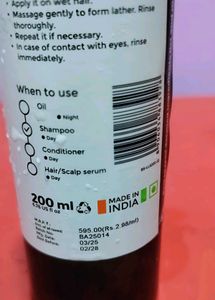 Apply it on wet hair.
• Massage gently to form lather. Rinse
thoroughly.
• Repeat it if necessary.
• In case of contact with eyes, rinse
immediately.
When to use
Oil
• Night
Shampoo
• Day
Conditioner
• Day
Hair/Scalp serum
• Day
200 ml
MADE IN
INDIA
595.00(Rs.2.98/ml)
BA25014
03/25
02/28